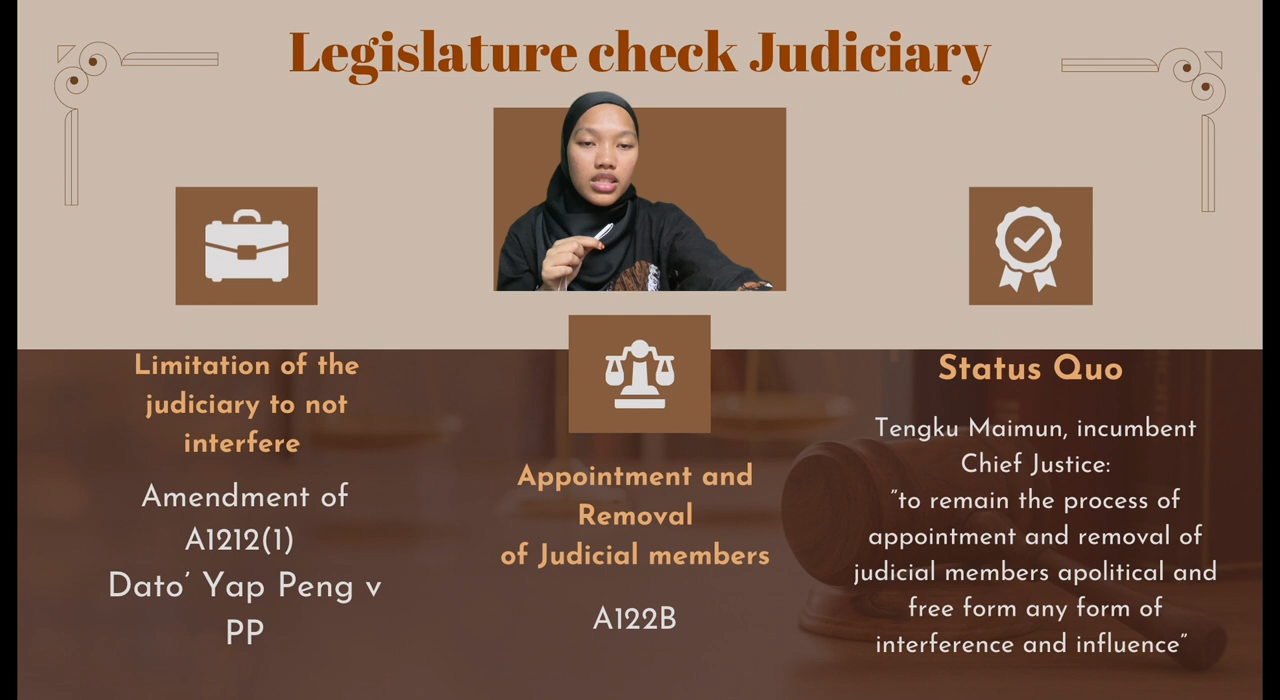 Legislature check Judiciary
Limitation of the
judiciary to not
interfere
Amendment of
A1212(1)
Dato’ Yap Peng v
PP
Appointment and
Removal
of Judicial members
A122B
Status Quo
Tengku Maimun, incumbent
Chief Justice:
”to remain the process of
appointment and removal of
judicial members apolitical and
free form any form of
interference and influence”